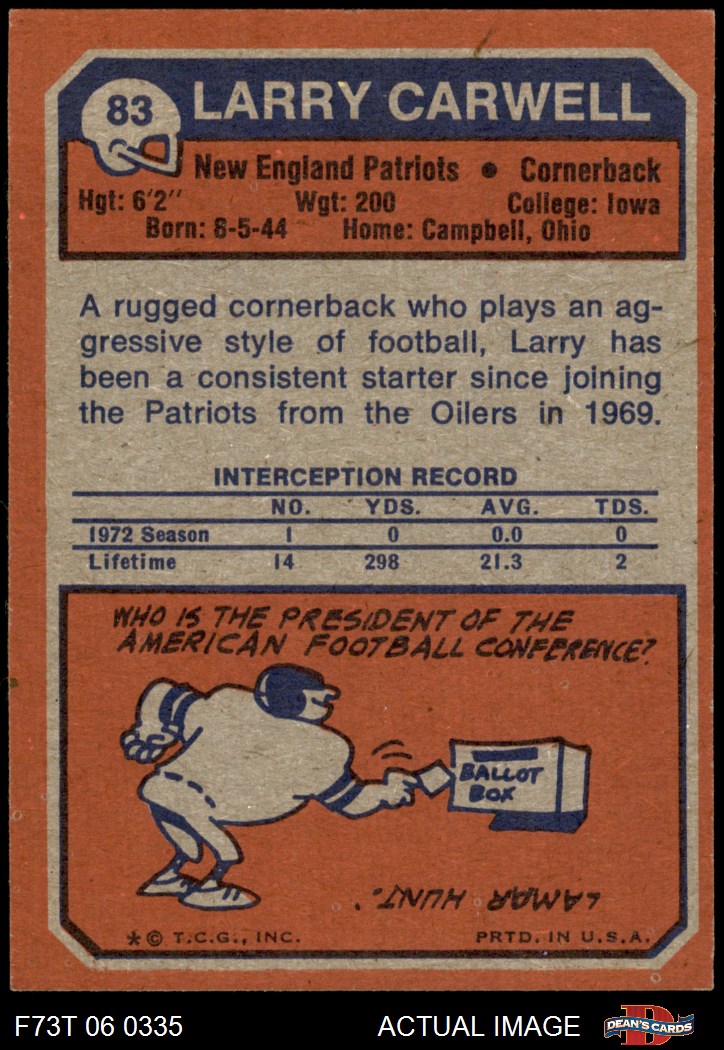 83
LARRY CARWELL
New England Patriots • Cornerback
Hgt: 6'2" Wgt: 200 College: Iowa
Born: 8-5-44 Home: Campbell, Ohio
A rugged cornerback who plays an ag-
gressive style of football, Larry has
been a consistent starter since joining
the Patriots from the Oilers in 1969.
INTERCEPTION RECORD
NO. YDS. AVG. TDS.
1972 Season 1 0 0.0 0
Lifetime 14 298 21.3 2
WHO IS THE PRESIDENT OF THE
AMERICAN FOOTBALL CONFERENCE?
BALLOT
BOX
LAMAR HUNT.
*© T.C.G., INC. PRTD. IN U.S.A.
F73T 06 0335 ACTUAL IMAGE
D
DEAN'S CARDS